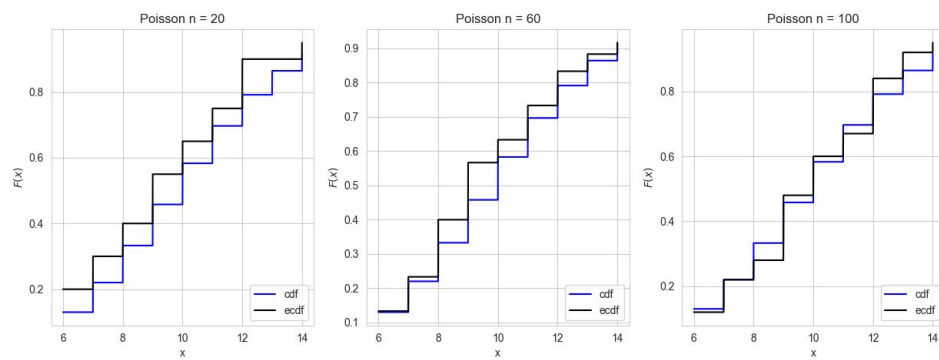 Poisson n = 20
0.8
0.6
0.4
0.2
F(x)
6 8 10 12 14
x
cdf
ecdf
Poisson n = 60
0.9
0.8
0.7
0.6
0.5
0.4
0.3
0.2
0.1
F(x)
6 8 10 12 14
x
cdf
ecdf
Poisson n = 100
0.8
0.6
0.4
0.2
F(x)
6 8 10 12 14
x
cdf
ecdf